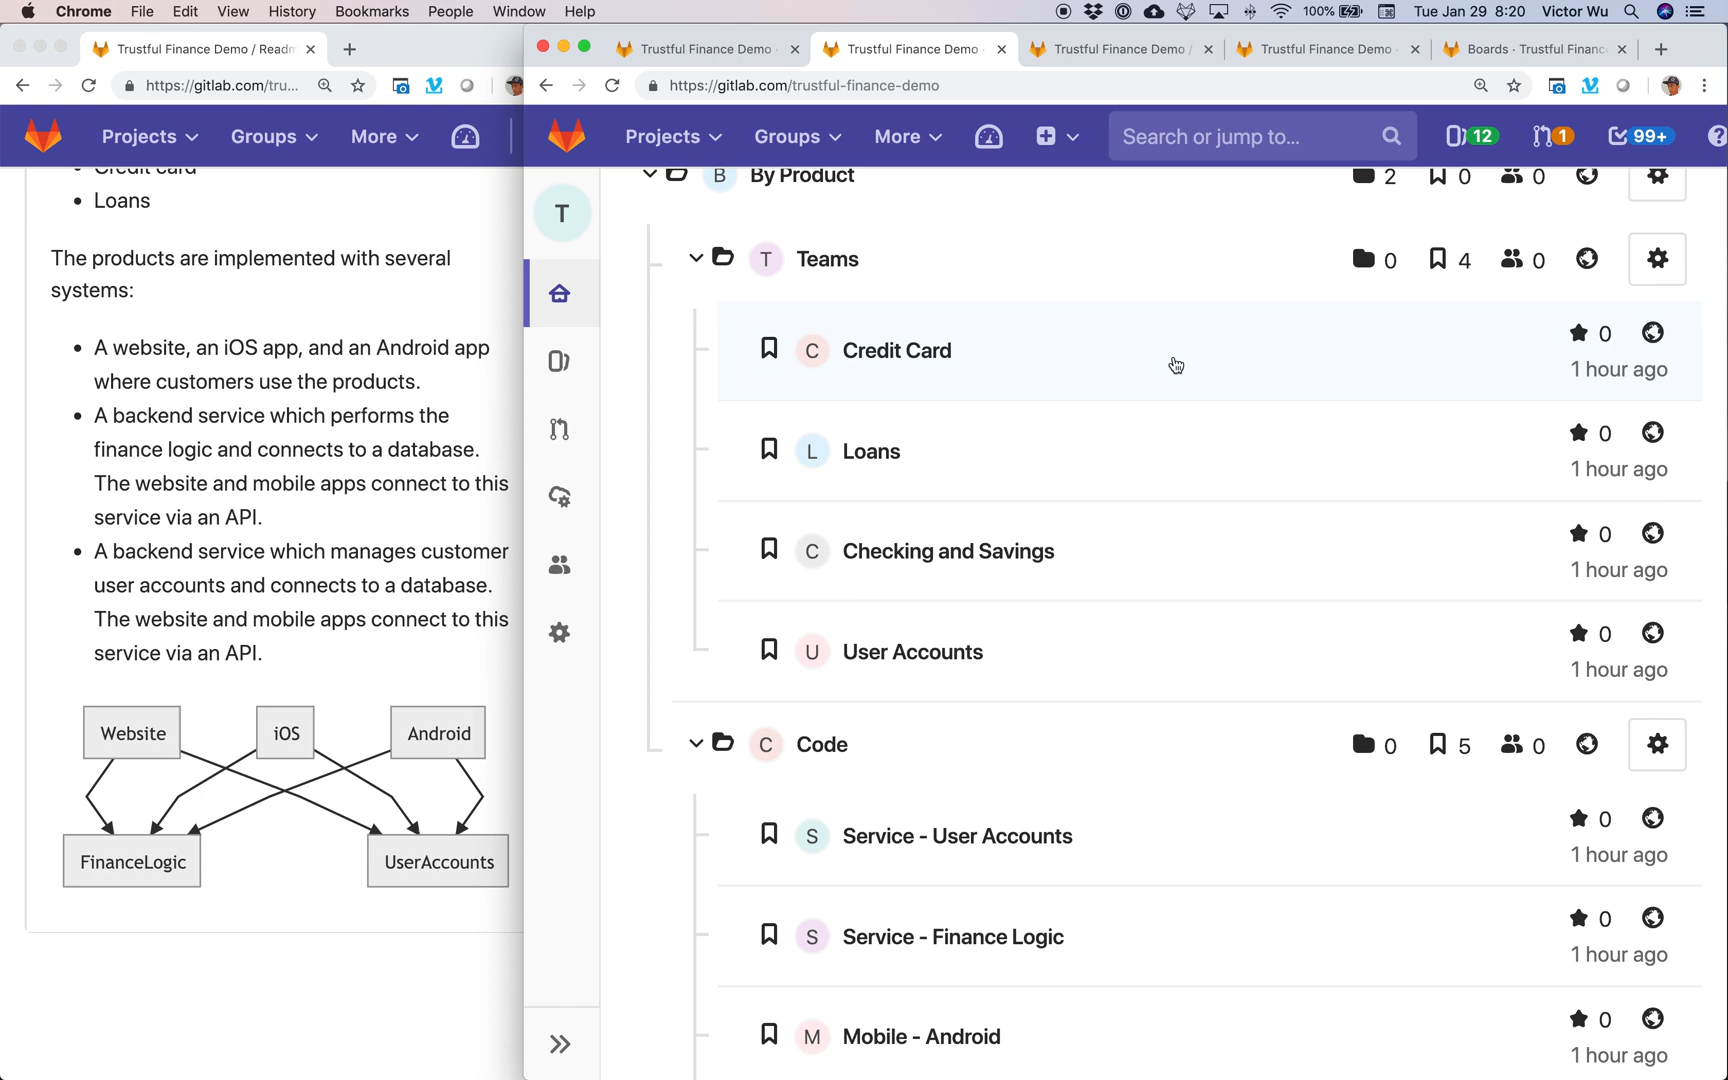 Chrome File Edit View History Bookmarks People Window Help 100% Tue Jan 29 8:20 Victor Wu
Trustful Finance Demo / Readm
Trustful Finance Demo ·
Trustful Finance Demo ·
Trustful Finance Demo /
Trustful Finance Demo ·
Boards · Trustful Financ
https://gitlab.com/tru...
https://gitlab.com/trustful-finance-demo
Projects Groups More
Projects Groups More Search or jump to... 12 1 99+
Credit card
Loans
The products are implemented with several
systems:
A website, an iOS app, and an Android app
where customers use the products.
A backend service which performs the
finance logic and connects to a database.
The website and mobile apps connect to this
service via an API.
A backend service which manages customer
user accounts and connects to a database.
The website and mobile apps connect to this
service via an API.
Website iOS Android
FinanceLogic UserAccounts
T
B By Product 2 0 0
T Teams 0 4 0
C Credit Card 0
1 hour ago
L Loans 0
1 hour ago
C Checking and Savings 0
1 hour ago
U User Accounts 0
1 hour ago
C Code 0 5 0
S Service - User Accounts 0
1 hour ago
S Service - Finance Logic 0
1 hour ago
M Mobile - Android 0
1 hour ago